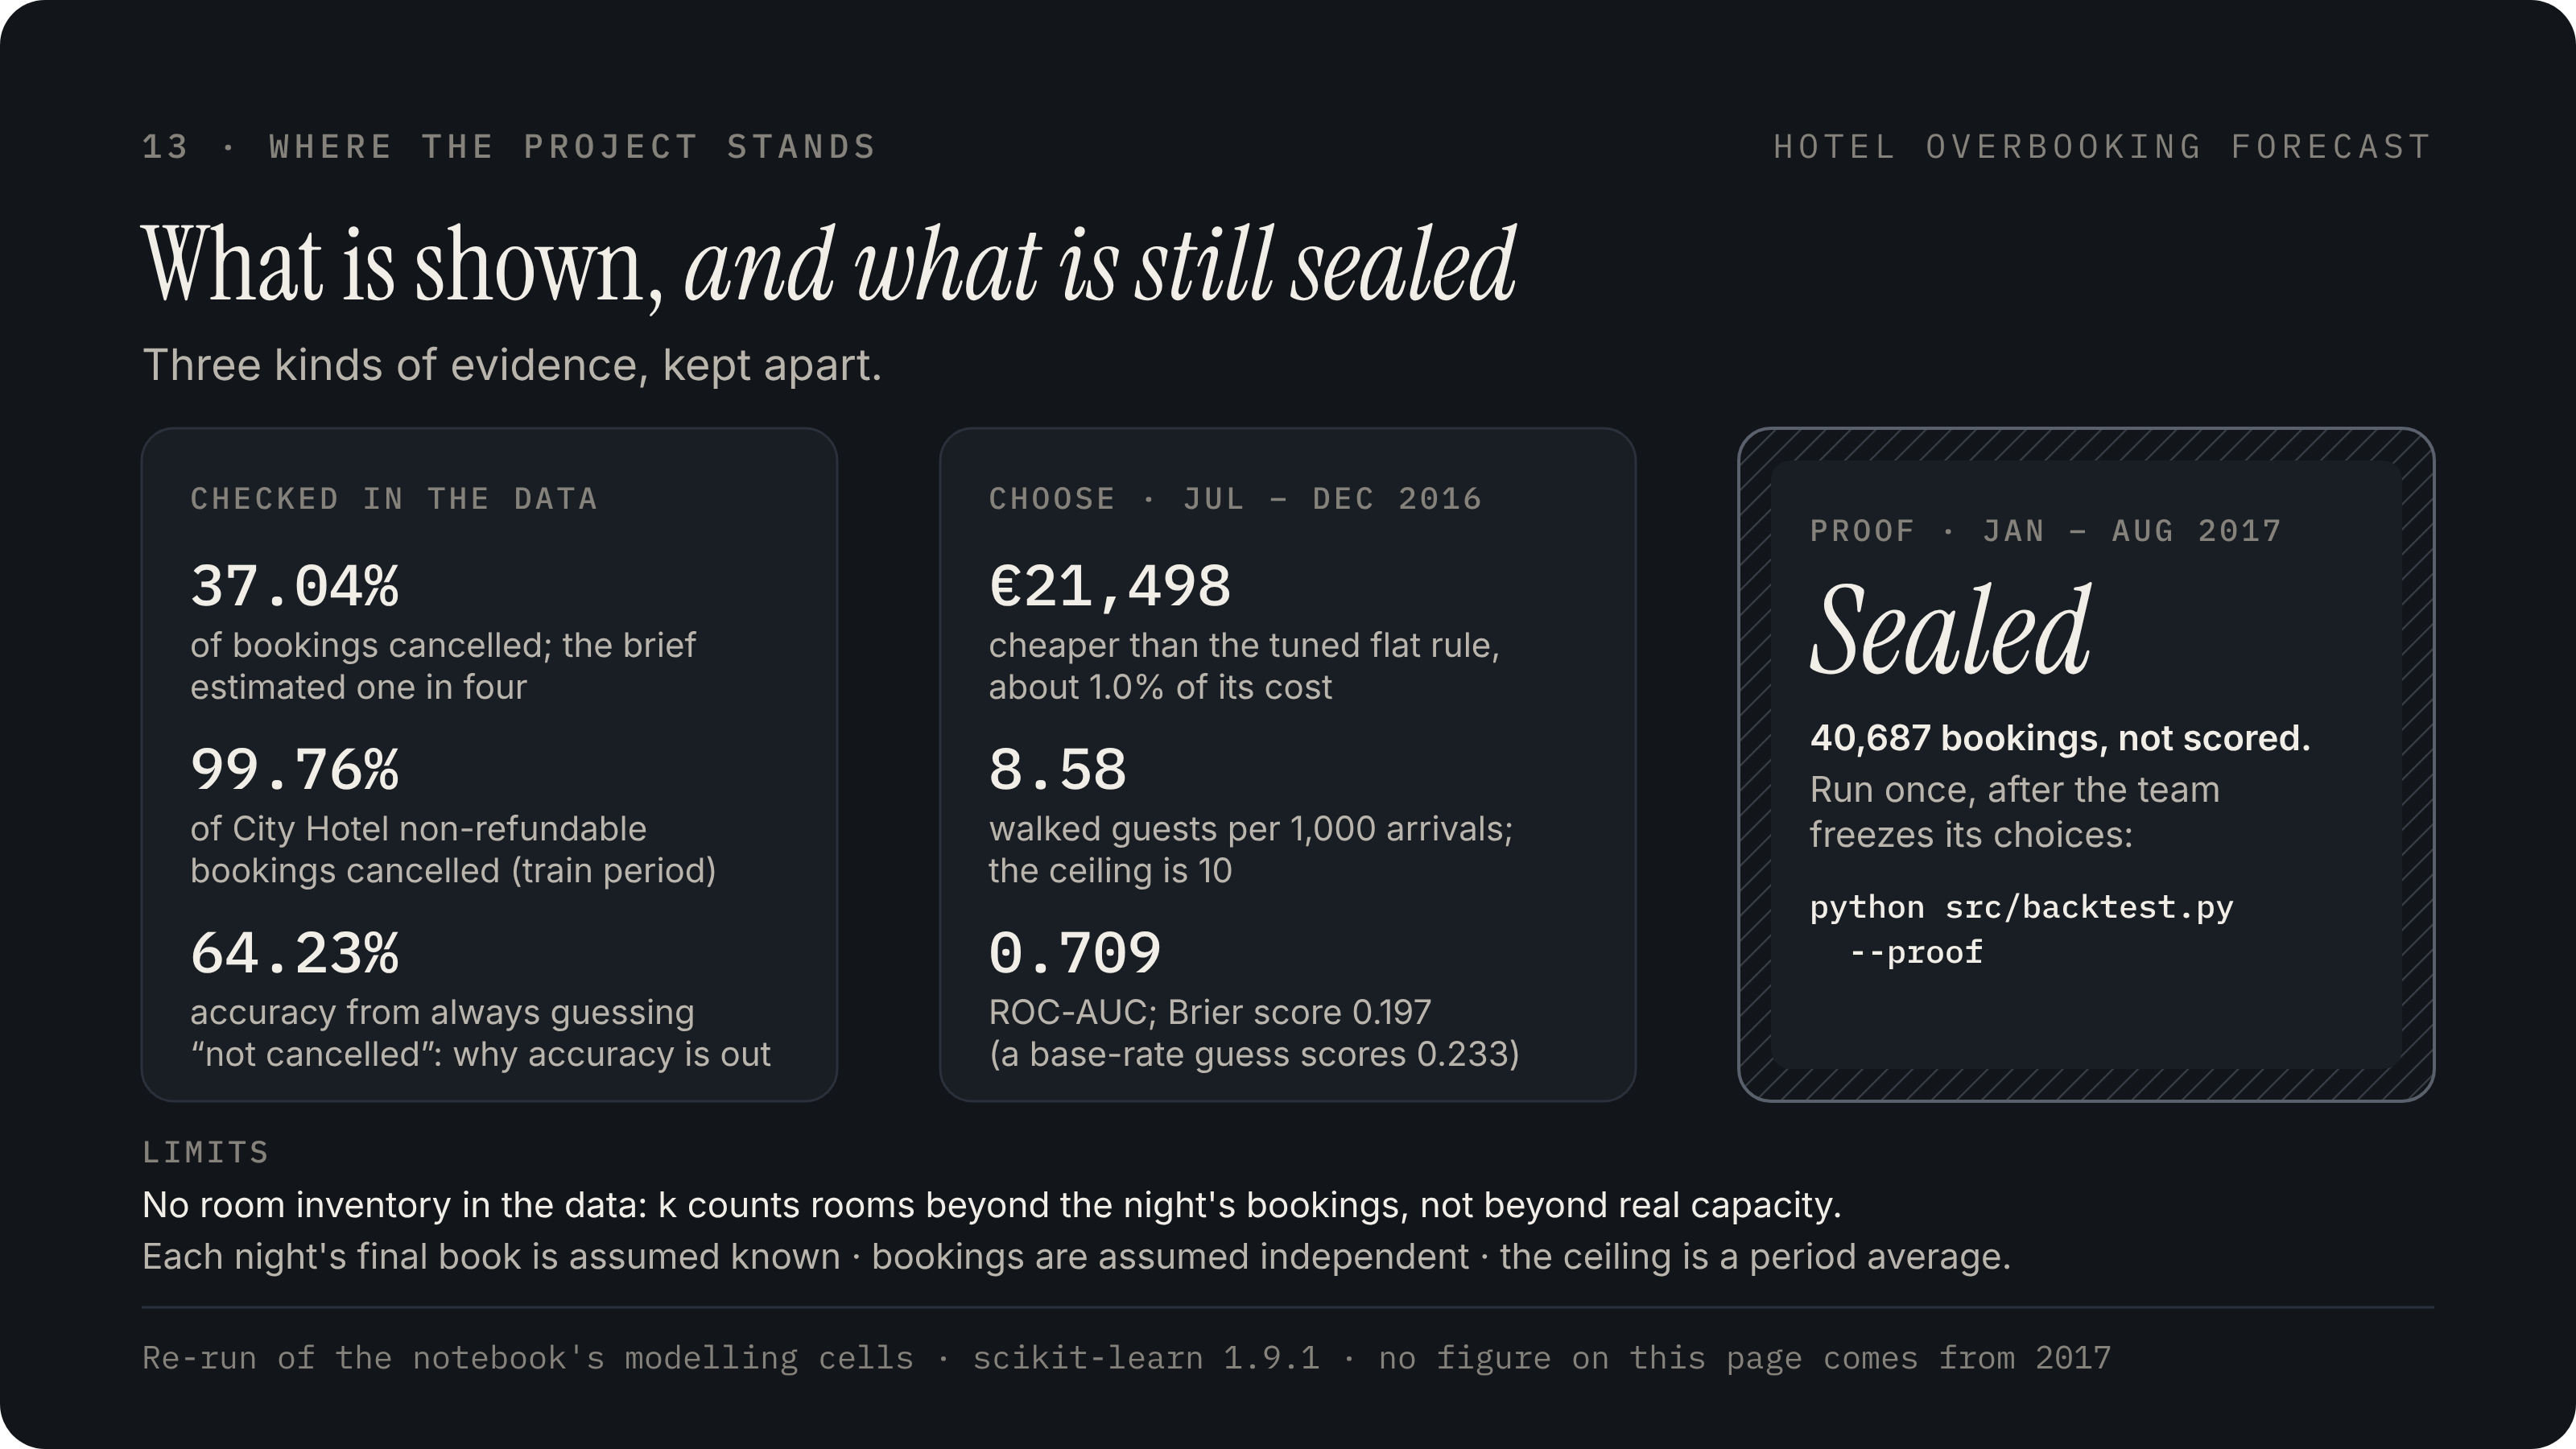 13 · WHERE THE PROJECT STANDS
HOTEL OVERBOOKING FORECAST
What is shown, and what is still sealed
Three kinds of evidence, kept apart.
CHECKED IN THE DATA
37.04%
of bookings cancelled; the brief
estimated one in four
99.76%
of City Hotel non-refundable
bookings cancelled (train period)
64.23%
accuracy from always guessing
“not cancelled”: why accuracy is out
CHOOSE · JUL – DEC 2016
€21,498
cheaper than the tuned flat rule,
about 1.0% of its cost
8.58
walked guests per 1,000 arrivals;
the ceiling is 10
0.709
ROC-AUC; Brier score 0.197
(a base-rate guess scores 0.233)
PROOF · JAN – AUG 2017
Sealed
40,687 bookings, not scored.
Run once, after the team
freezes its choices:
python src/backtest.py
--proof
LIMITS
No room inventory in the data: k counts rooms beyond the night's bookings, not beyond real capacity.
Each night's final book is assumed known · bookings are assumed independent · the ceiling is a period average.
Re-run of the notebook's modelling cells · scikit-learn 1.9.1 · no figure on this page comes from 2017